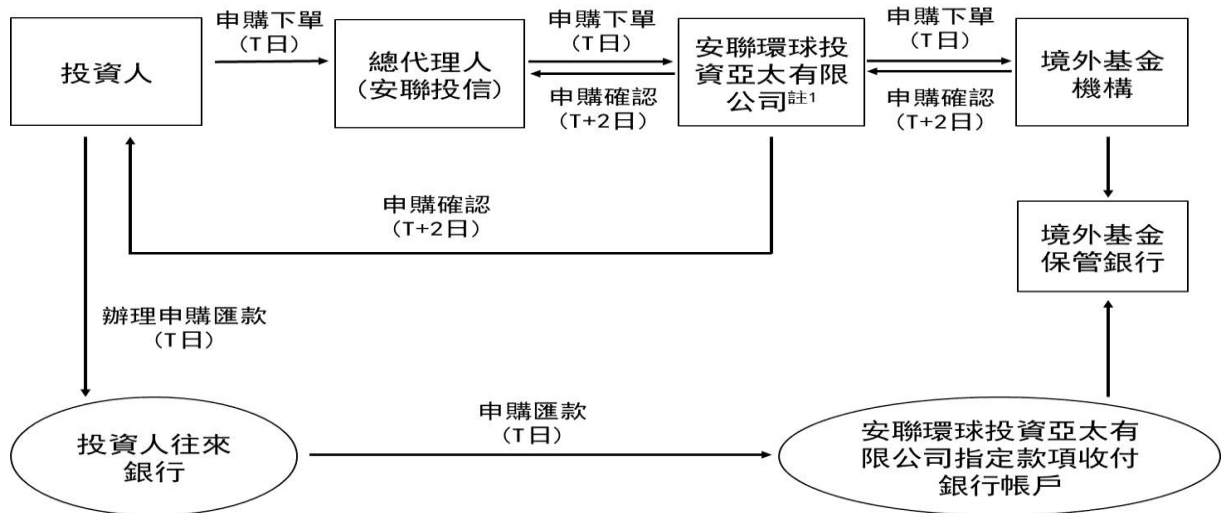 申購下單
(T日)
申購下單
(T日)
申購下單
(T日)
投資人
總代理人
(安聯投信)
安聯環球投
資亞太有限
公司註1
境外基金
機構
申購確認
(T+2日)
申購確認
(T+2日)
申購確認
(T+2日)
境外基金
保管銀行
辦理申購匯款
(T日)
投資人往來
銀行
申購匯款
(T日)
安聯環球投資亞太有
限公司指定款項收付
銀行帳戶